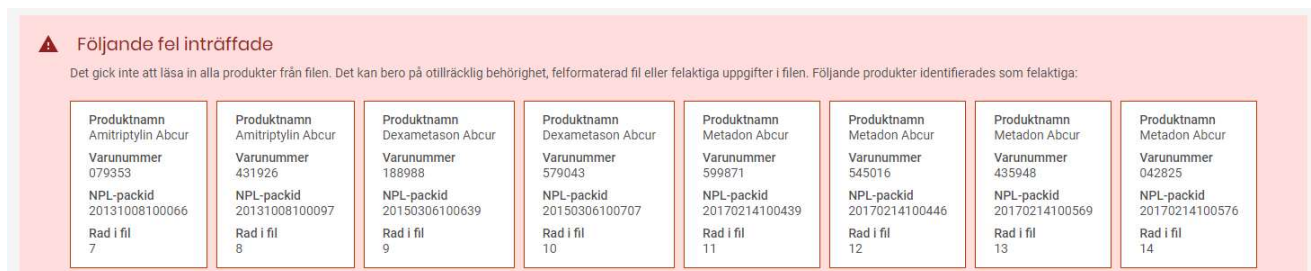 Följande fel inträffade
Det gick inte att läsa in alla produkter från filen. Det kan bero på otillräcklig behörighet, felformaterad fil eller felaktiga uppgifter i filen. Följande produkter identifierades som felaktiga:
Produktnamn
Amitriptylin Abcur
Varunummer
079353
NPL-packid
20131008100066
Rad i fil
7
Produktnamn
Amitriptylin Abcur
Varunummer
431926
NPL-packid
20131008100097
Rad i fil
8
Produktnamn
Dexametason Abcur
Varunummer
188988
NPL-packid
20150306100639
Rad i fil
9
Produktnamn
Dexametason Abcur
Varunummer
579043
NPL-packid
20150306100707
Rad i fil
10
Produktnamn
Metadon Abcur
Varunummer
599871
NPL-packid
20170214100439
Rad i fil
11
Produktnamn
Metadon Abcur
Varunummer
545016
NPL-packid
20170214100446
Rad i fil
12
Produktnamn
Metadon Abcur
Varunummer
435948
NPL-packid
20170214100569
Rad i fil
13
Produktnamn
Metadon Abcur
Varunummer
042825
NPL-packid
20170214100576
Rad i fil
14